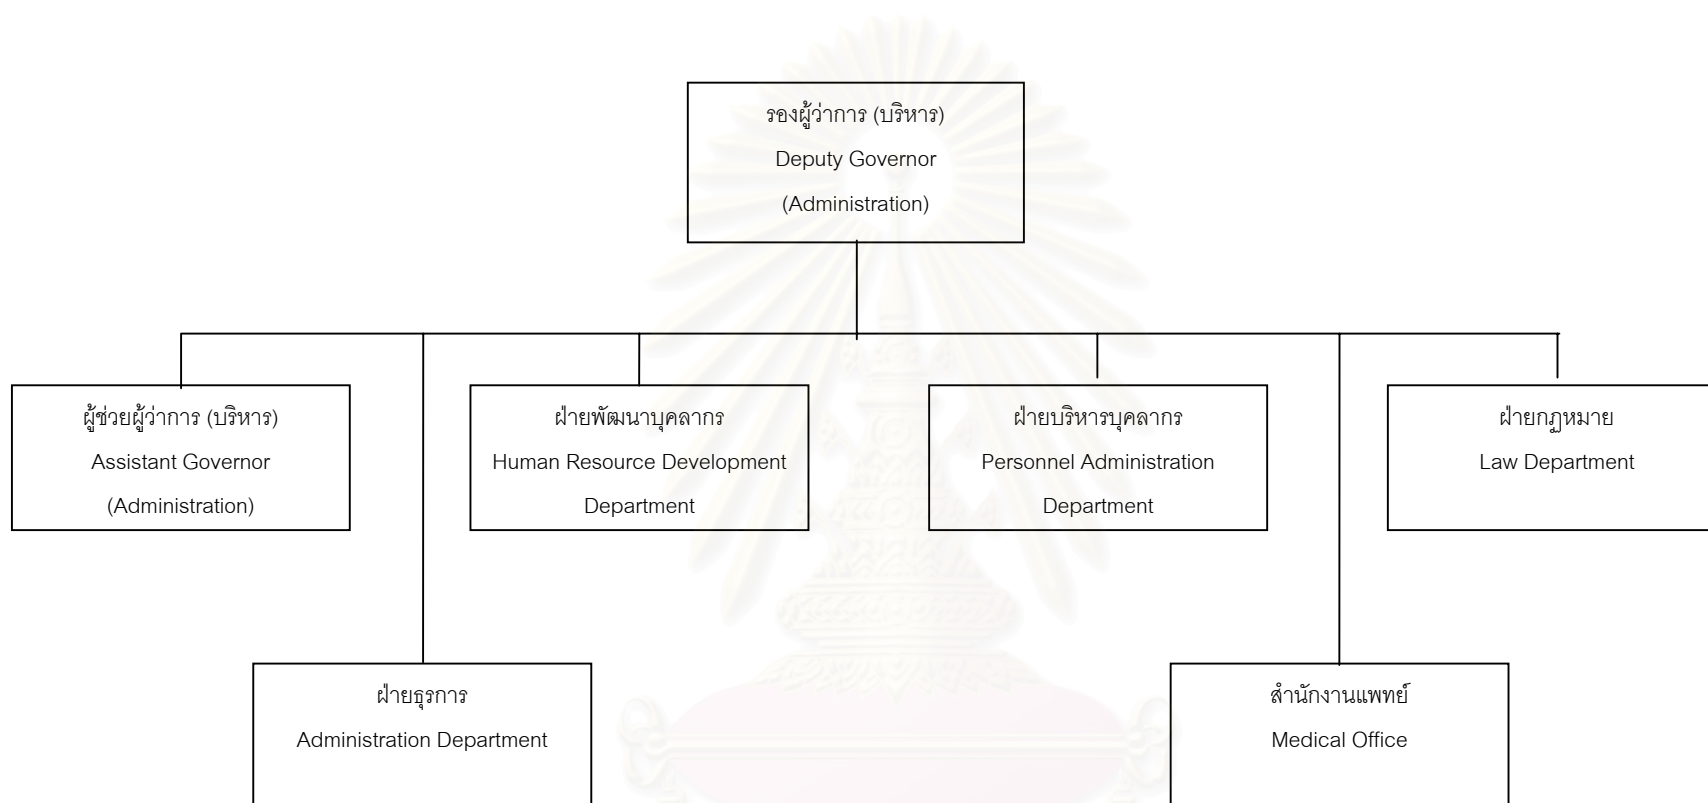 รองผู้ว่าการ (บริหาร)
Deputy Governor
(Administration)
ผู้ช่วยผู้ว่าการ (บริหาร)
Assistant Governor
(Administration)
ฝ่ายพัฒนาบุคลากร
Human Resource Development
Department
ฝ่ายบริหารบุคลากร
Personnel Administration
Department
ฝ่ายกฎหมาย
Law Department
ฝ่ายธุรการ
Administration Department
สำนักงานแพทย์
Medical Office